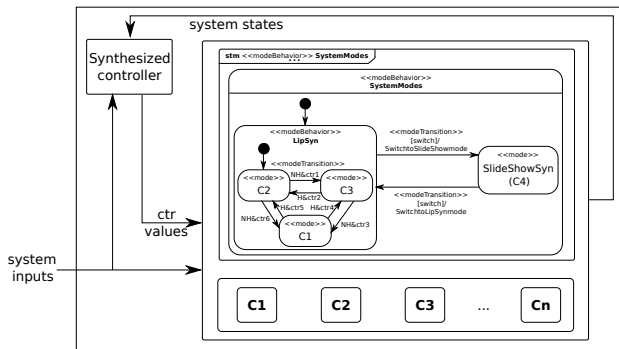 system states
Synthesized
controller
stm <<modeBehavior>> SystemModes
...
<<modeBehavior>>
SystemModes
<<modeBehavior>>
LipSyn
<<modeTransition>>
[switch]/
SwitchtoSlideShowmode
<<modeTransition>>
<<mode>>
C2
NH&ctr1
<<mode>>
C3
H&ctr2
<<mode>>
SlideShowSyn
(C4)
<<modeTransition>>
[switch]/
SwitchtoLipSynmode
H&ctr5
H&ctr4
NH&ctr6
<<mode>>
C1
NH&ctr3
ctr
values
system
inputs
C1
C2
C3
...
Cn